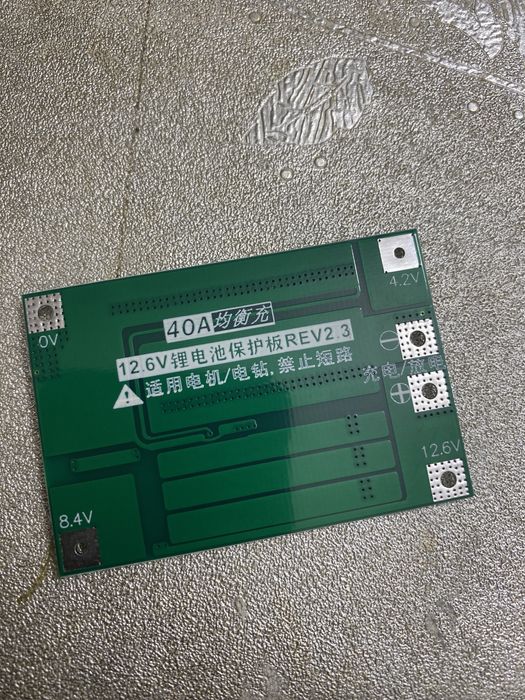 4.2V
0V
40A均衡充
12.6V锂电池保护板REV2.3
适用电机/电钻,禁止短路
充电/放电
12.6V
8.4V